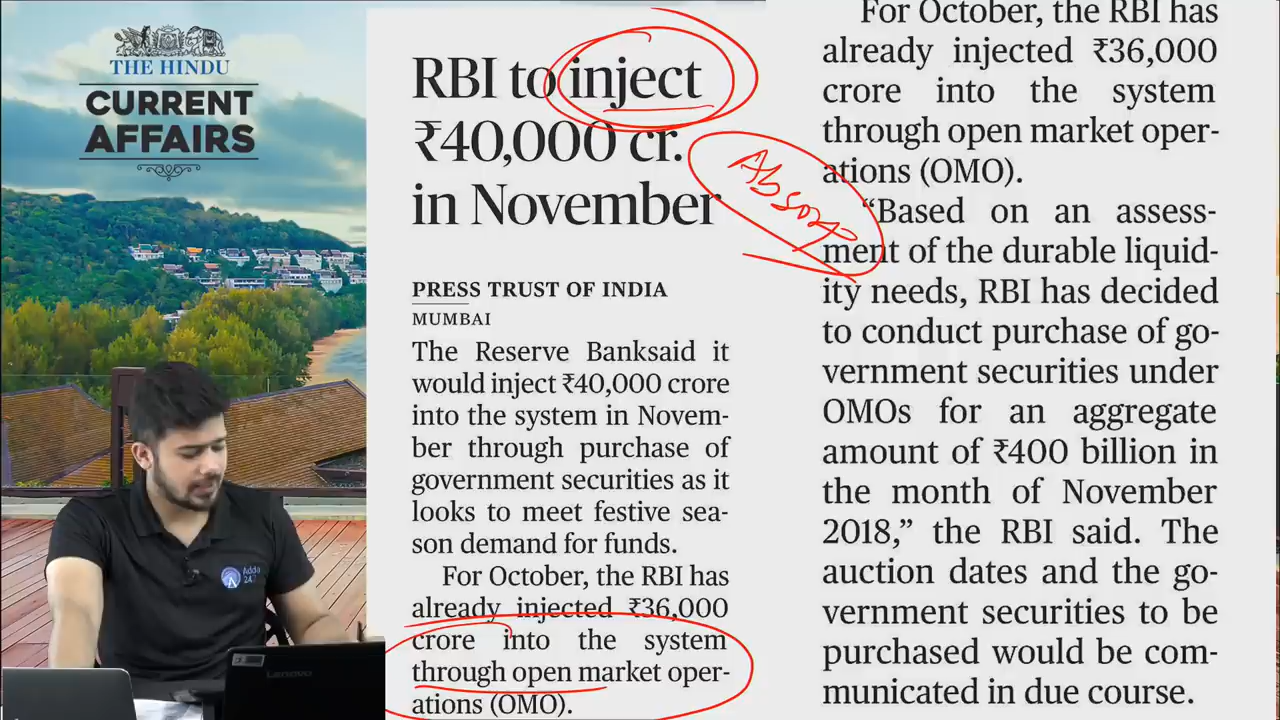 THE HINDU
CURRENT
AFFAIRS
RBI to inject
₹40,000 cr.
in November
Absorp
PRESS TRUST OF INDIA
MUMBAI
The Reserve Banksaid it
would inject ₹40,000 crore
into the system in Novem-
ber through purchase of
government securities as it
looks to meet festive sea-
son demand for funds.
For October, the RBI has
already injected ₹36,000
crore into the system
through open market oper-
ations (OMO).
For October, the RBI has
already injected ₹36,000
crore into the system
through open market oper-
ations (OMO).
“Based on an assess-
ment of the durable liquid-
ity needs, RBI has decided
to conduct purchase of go-
vernment securities under
OMOs for an aggregate
amount of ₹400 billion in
the month of November
2018,” the RBI said. The
auction dates and the go-
vernment securities to be
purchased would be com-
municated in due course.
Adda
247
Lenovo